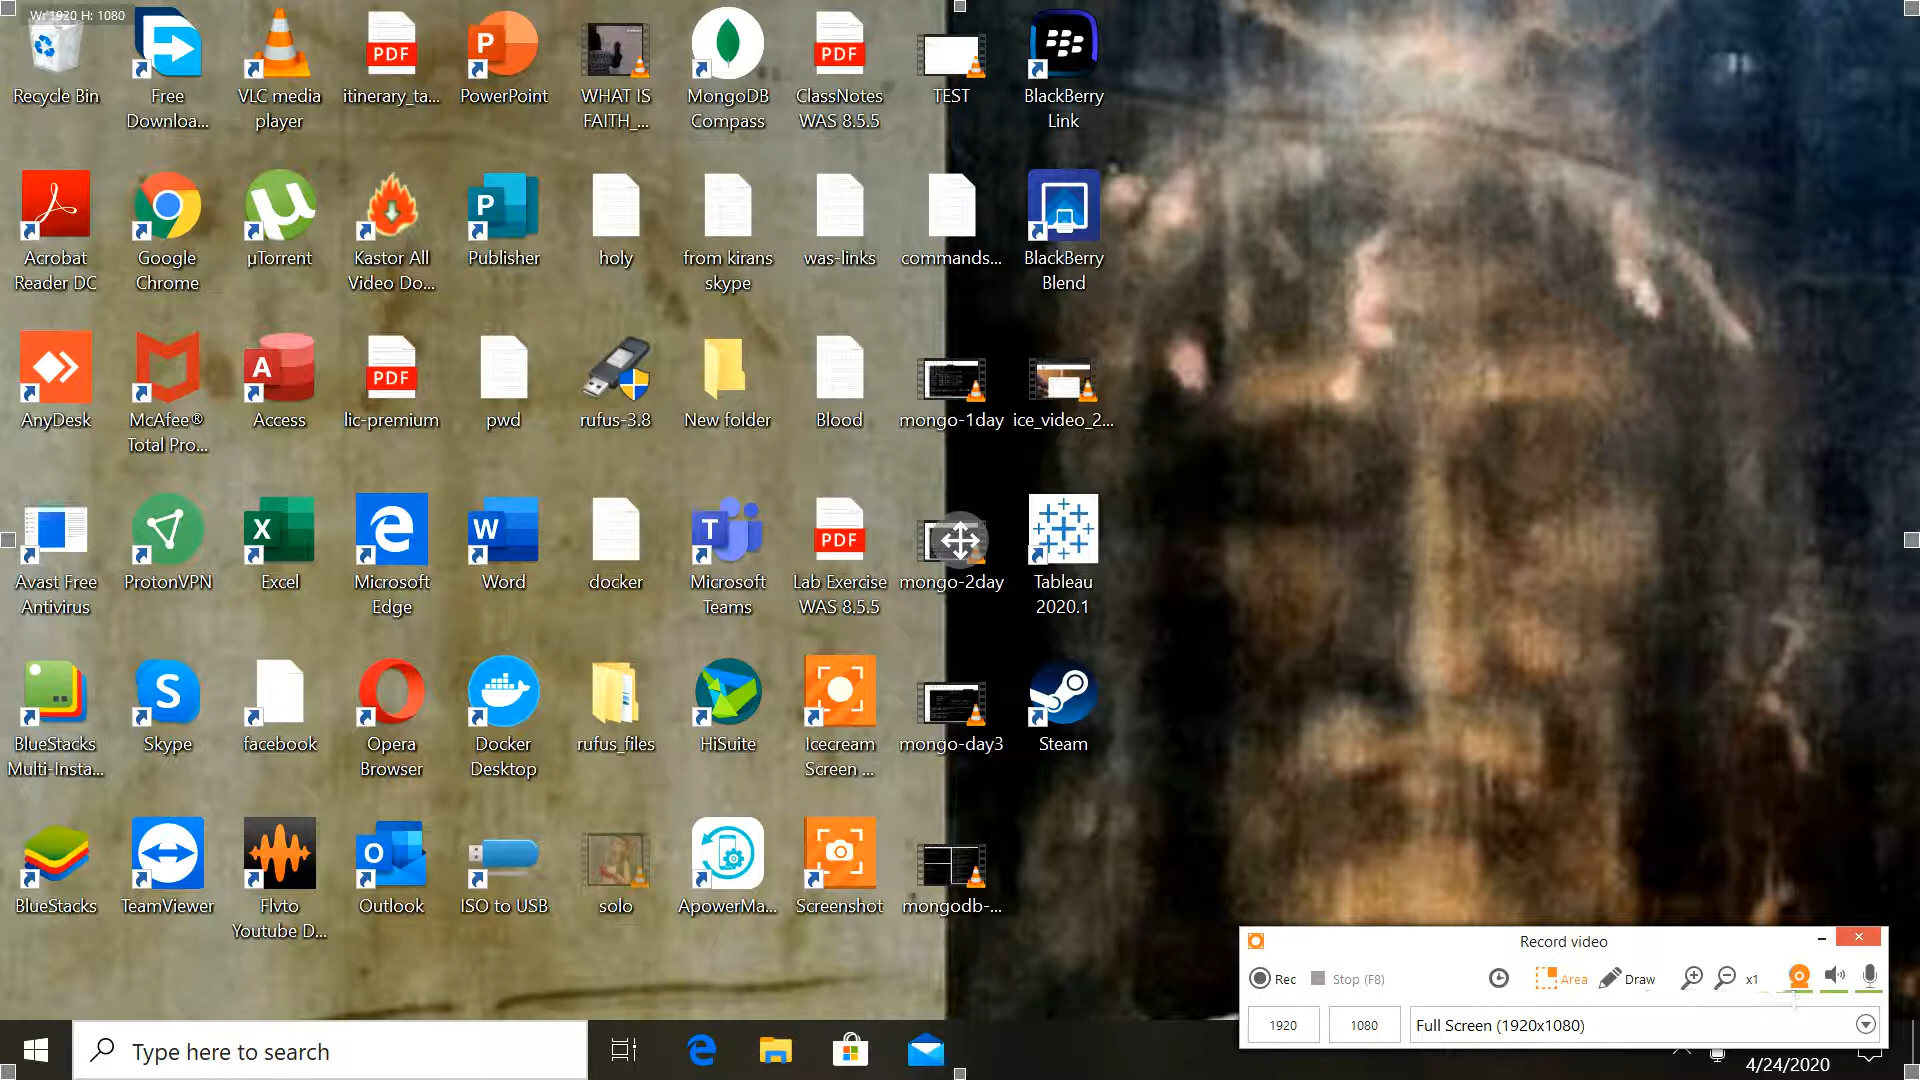 W: 1920 H: 1080
Recycle Bin
Free
Downloa...
VLC media
player
PDF
itinerary_ta...
P
PowerPoint
WHAT IS
FAITH_...
MongoDB
Compass
PDF
ClassNotes
WAS 8.5.5
TEST
BlackBerry
Link
Acrobat
Reader DC
Google
Chrome
µ
µTorrent
Kastor All
Video Do...
P
Publisher
holy
from kirans
skype
was-links
commands...
BlackBerry
Blend
AnyDesk
McAfee®
Total Pro...
A
Access
PDF
lic-premium
pwd
rufus-3.8
New folder
Blood
mongo-1day
ice_video_2...
Avast Free
Antivirus
ProtonVPN
X
Excel
Microsoft
Edge
W
Word
docker
T
Microsoft
Teams
PDF
Lab Exercise
WAS 8.5.5
mongo-2day
Tableau
2020.1
BlueStacks
Multi-Insta...
S
Skype
facebook
Opera
Browser
Docker
Desktop
rufus_files
HiSuite
Icecream
Screen ...
mongo-day3
Steam
BlueStacks
TeamViewer
Flvto
Youtube D...
O
Outlook
ISO to USB
solo
ApowerMa...
Screenshot
mongodb-...
Record video
Rec
Stop (F8)
Area
Draw
x1
1920
1080
Full Screen (1920x1080)
Type here to search
4/24/2020